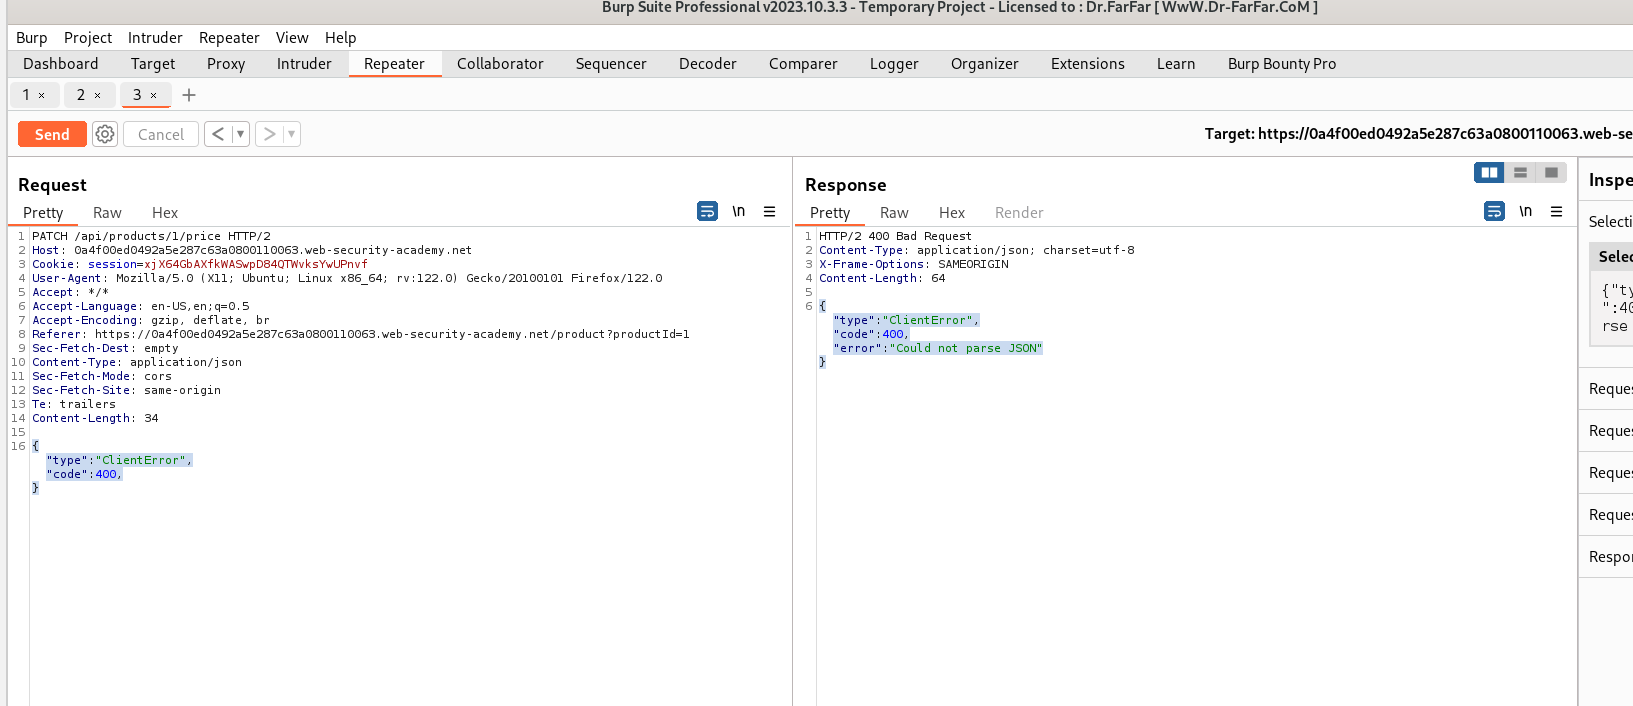 Burp Suite Professional v2023.10.3.3 - Temporary Project - Licensed to : Dr.FarFar [ WwW.Dr-FarFar.CoM ]
Burp Project Intruder Repeater View Help
Dashboard Target Proxy Intruder Repeater Collaborator Sequencer Decoder Comparer Logger Organizer Extensions Learn Burp Bounty Pro
1 × 2 × 3 × +
Send Cancel < ▾ > ▾ Target: https://0a4f00ed0492a5e287c63a0800110063.web-se
Request
Pretty Raw Hex \n
1 PATCH /api/products/1/price HTTP/2
2 Host: 0a4f00ed0492a5e287c63a0800110063.web-security-academy.net
3 Cookie: session=xjX64GbAXfkWASwpD84QTWvksYwUPnvf
4 User-Agent: Mozilla/5.0 (X11; Ubuntu; Linux x86_64; rv:122.0) Gecko/20100101 Firefox/122.0
5 Accept: */*
6 Accept-Language: en-US,en;q=0.5
7 Accept-Encoding: gzip, deflate, br
8 Referer: https://0a4f00ed0492a5e287c63a0800110063.web-security-academy.net/product?productId=1
9 Sec-Fetch-Dest: empty
10 Content-Type: application/json
11 Sec-Fetch-Mode: cors
12 Sec-Fetch-Site: same-origin
13 Te: trailers
14 Content-Length: 34
15
16 {
"type":"ClientError",
"code":400,
}
Response
Pretty Raw Hex Render \n
1 HTTP/2 400 Bad Request
2 Content-Type: application/json; charset=utf-8
3 X-Frame-Options: SAMEORIGIN
4 Content-Length: 64
5
6 {
"type":"ClientError",
"code":400,
"error":"Could not parse JSON"
}
Inspe
Selecti
Selec
{"ty
":40
rse
Reques
Reques
Reques
Reques
Respon